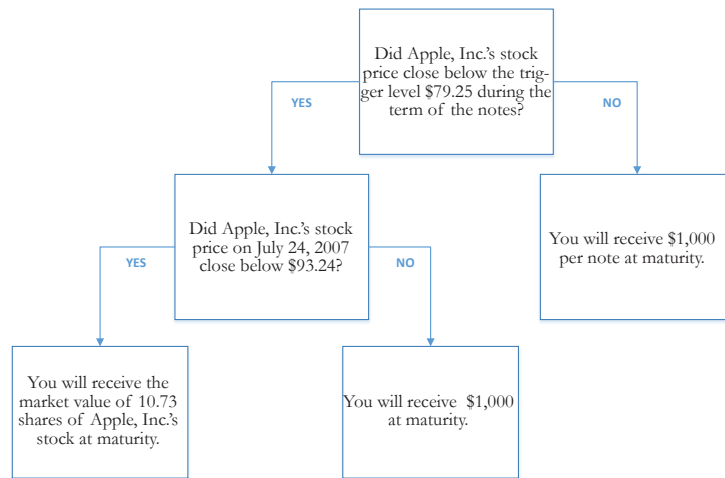 Did Apple, Inc.'s stock
price close below the trig-
ger level $79.25 during the
term of the notes?
YES
NO
Did Apple, Inc.'s stock
price on July 24, 2007
close below $93.24?
You will receive $1,000
per note at maturity.
YES
NO
You will receive the
market value of 10.73
shares of Apple, Inc.'s
stock at maturity.
You will receive $1,000
at maturity.